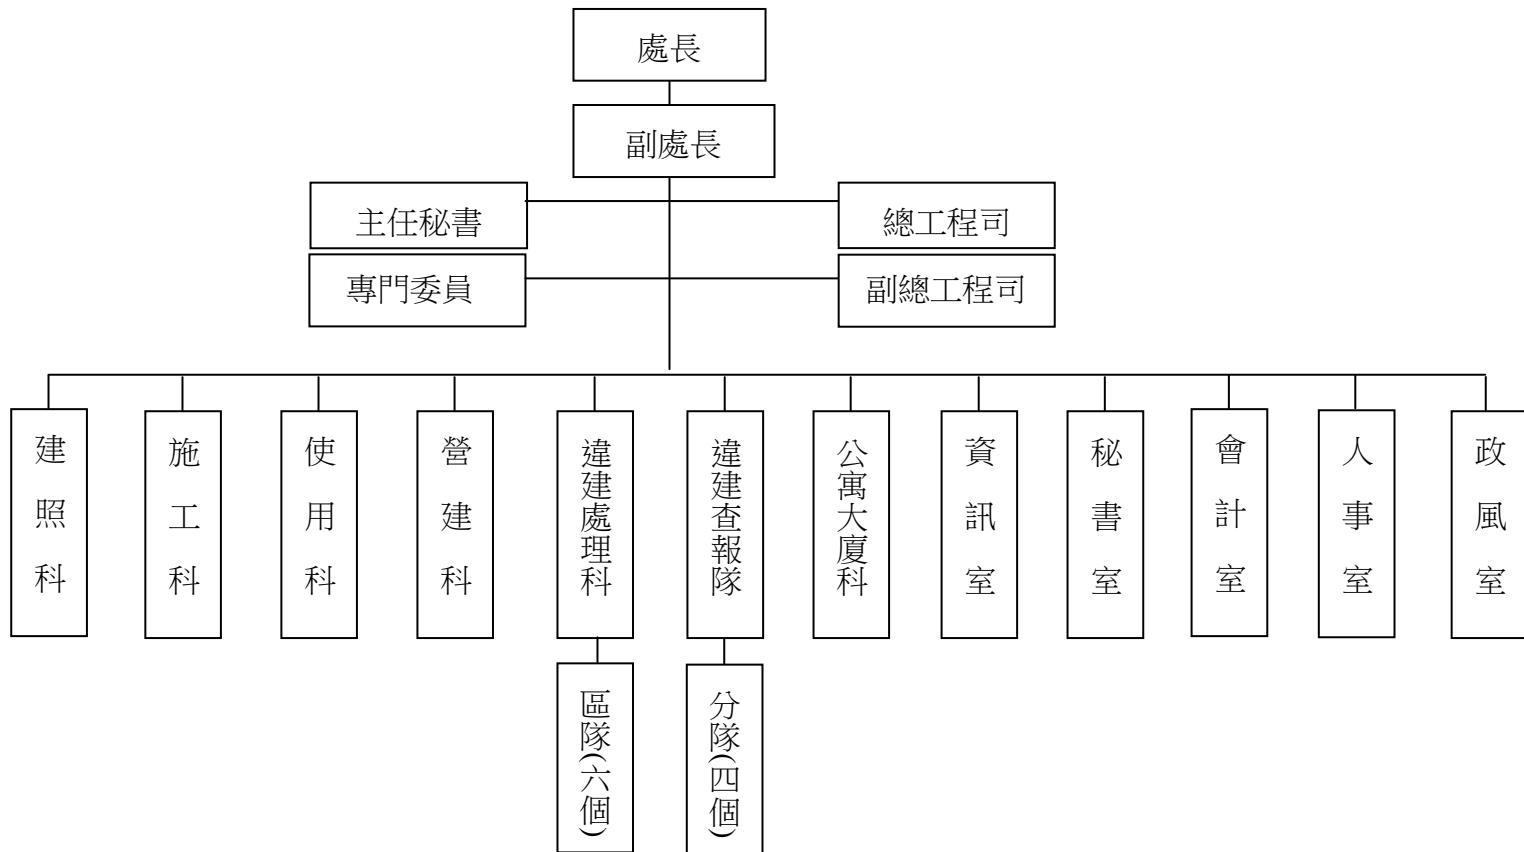 處長
副處長
主任秘書
總工程司
專門委員
副總工程司
建照科
施工科
使用科
營建科
違建處理科
違建查報隊
公寓大廈科
資訊室
秘書室
會計室
人事室
政風室
區隊(六個)
分隊(四個)